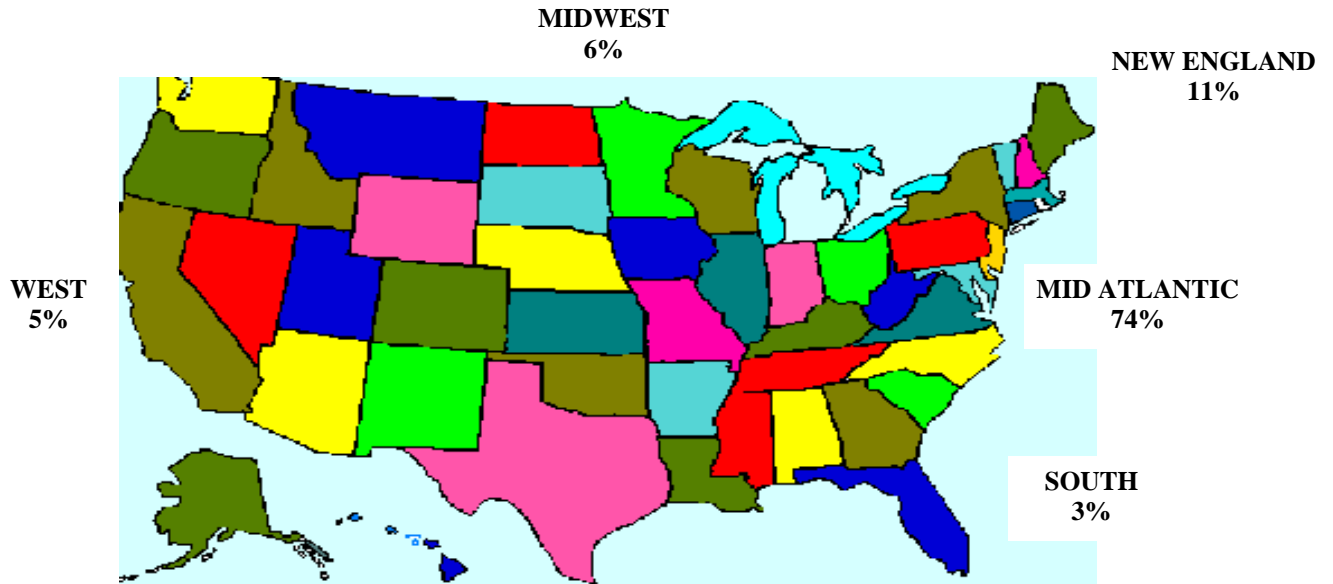 MIDWEST
6%
NEW ENGLAND
11%
WEST
5%
MID ATLANTIC
74%
SOUTH
3%